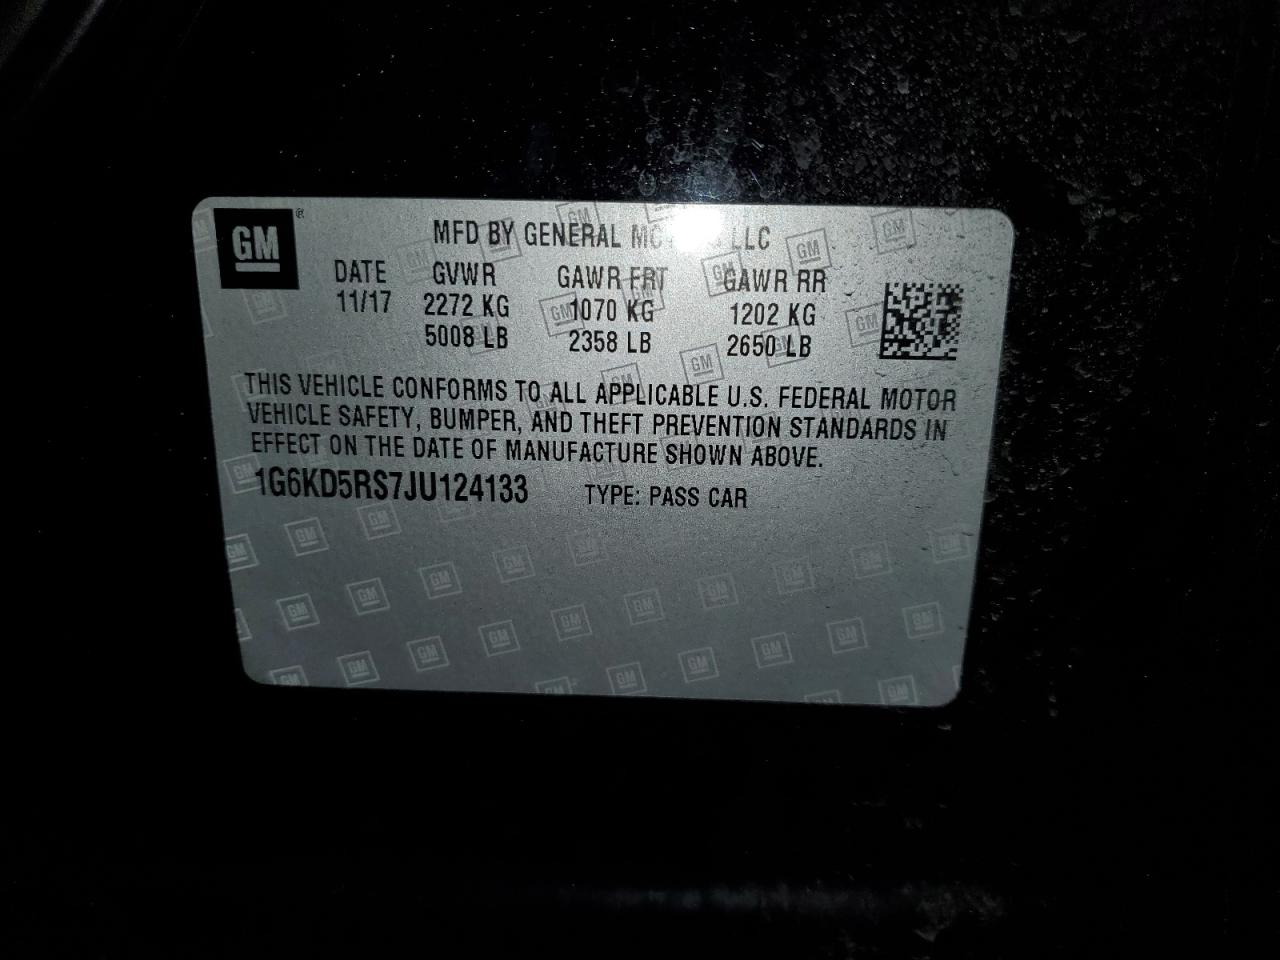 GM®
MFD BY GENERAL LLC
DATE GVWR GAWR FRT GAWR RR
11/17 2272 KG 1070 KG 1202 KG
5008 LB 2358 LB 2650 LB
THIS VEHICLE CONFORMS TO ALL APPLICABLE U.S. FEDERAL MOTOR
VEHICLE SAFETY, BUMPER, AND THEFT PREVENTION STANDARDS IN
EFFECT ON THE DATE OF MANUFACTURE SHOWN ABOVE.
1G6KD5RS7JU124133 TYPE: PASS CAR